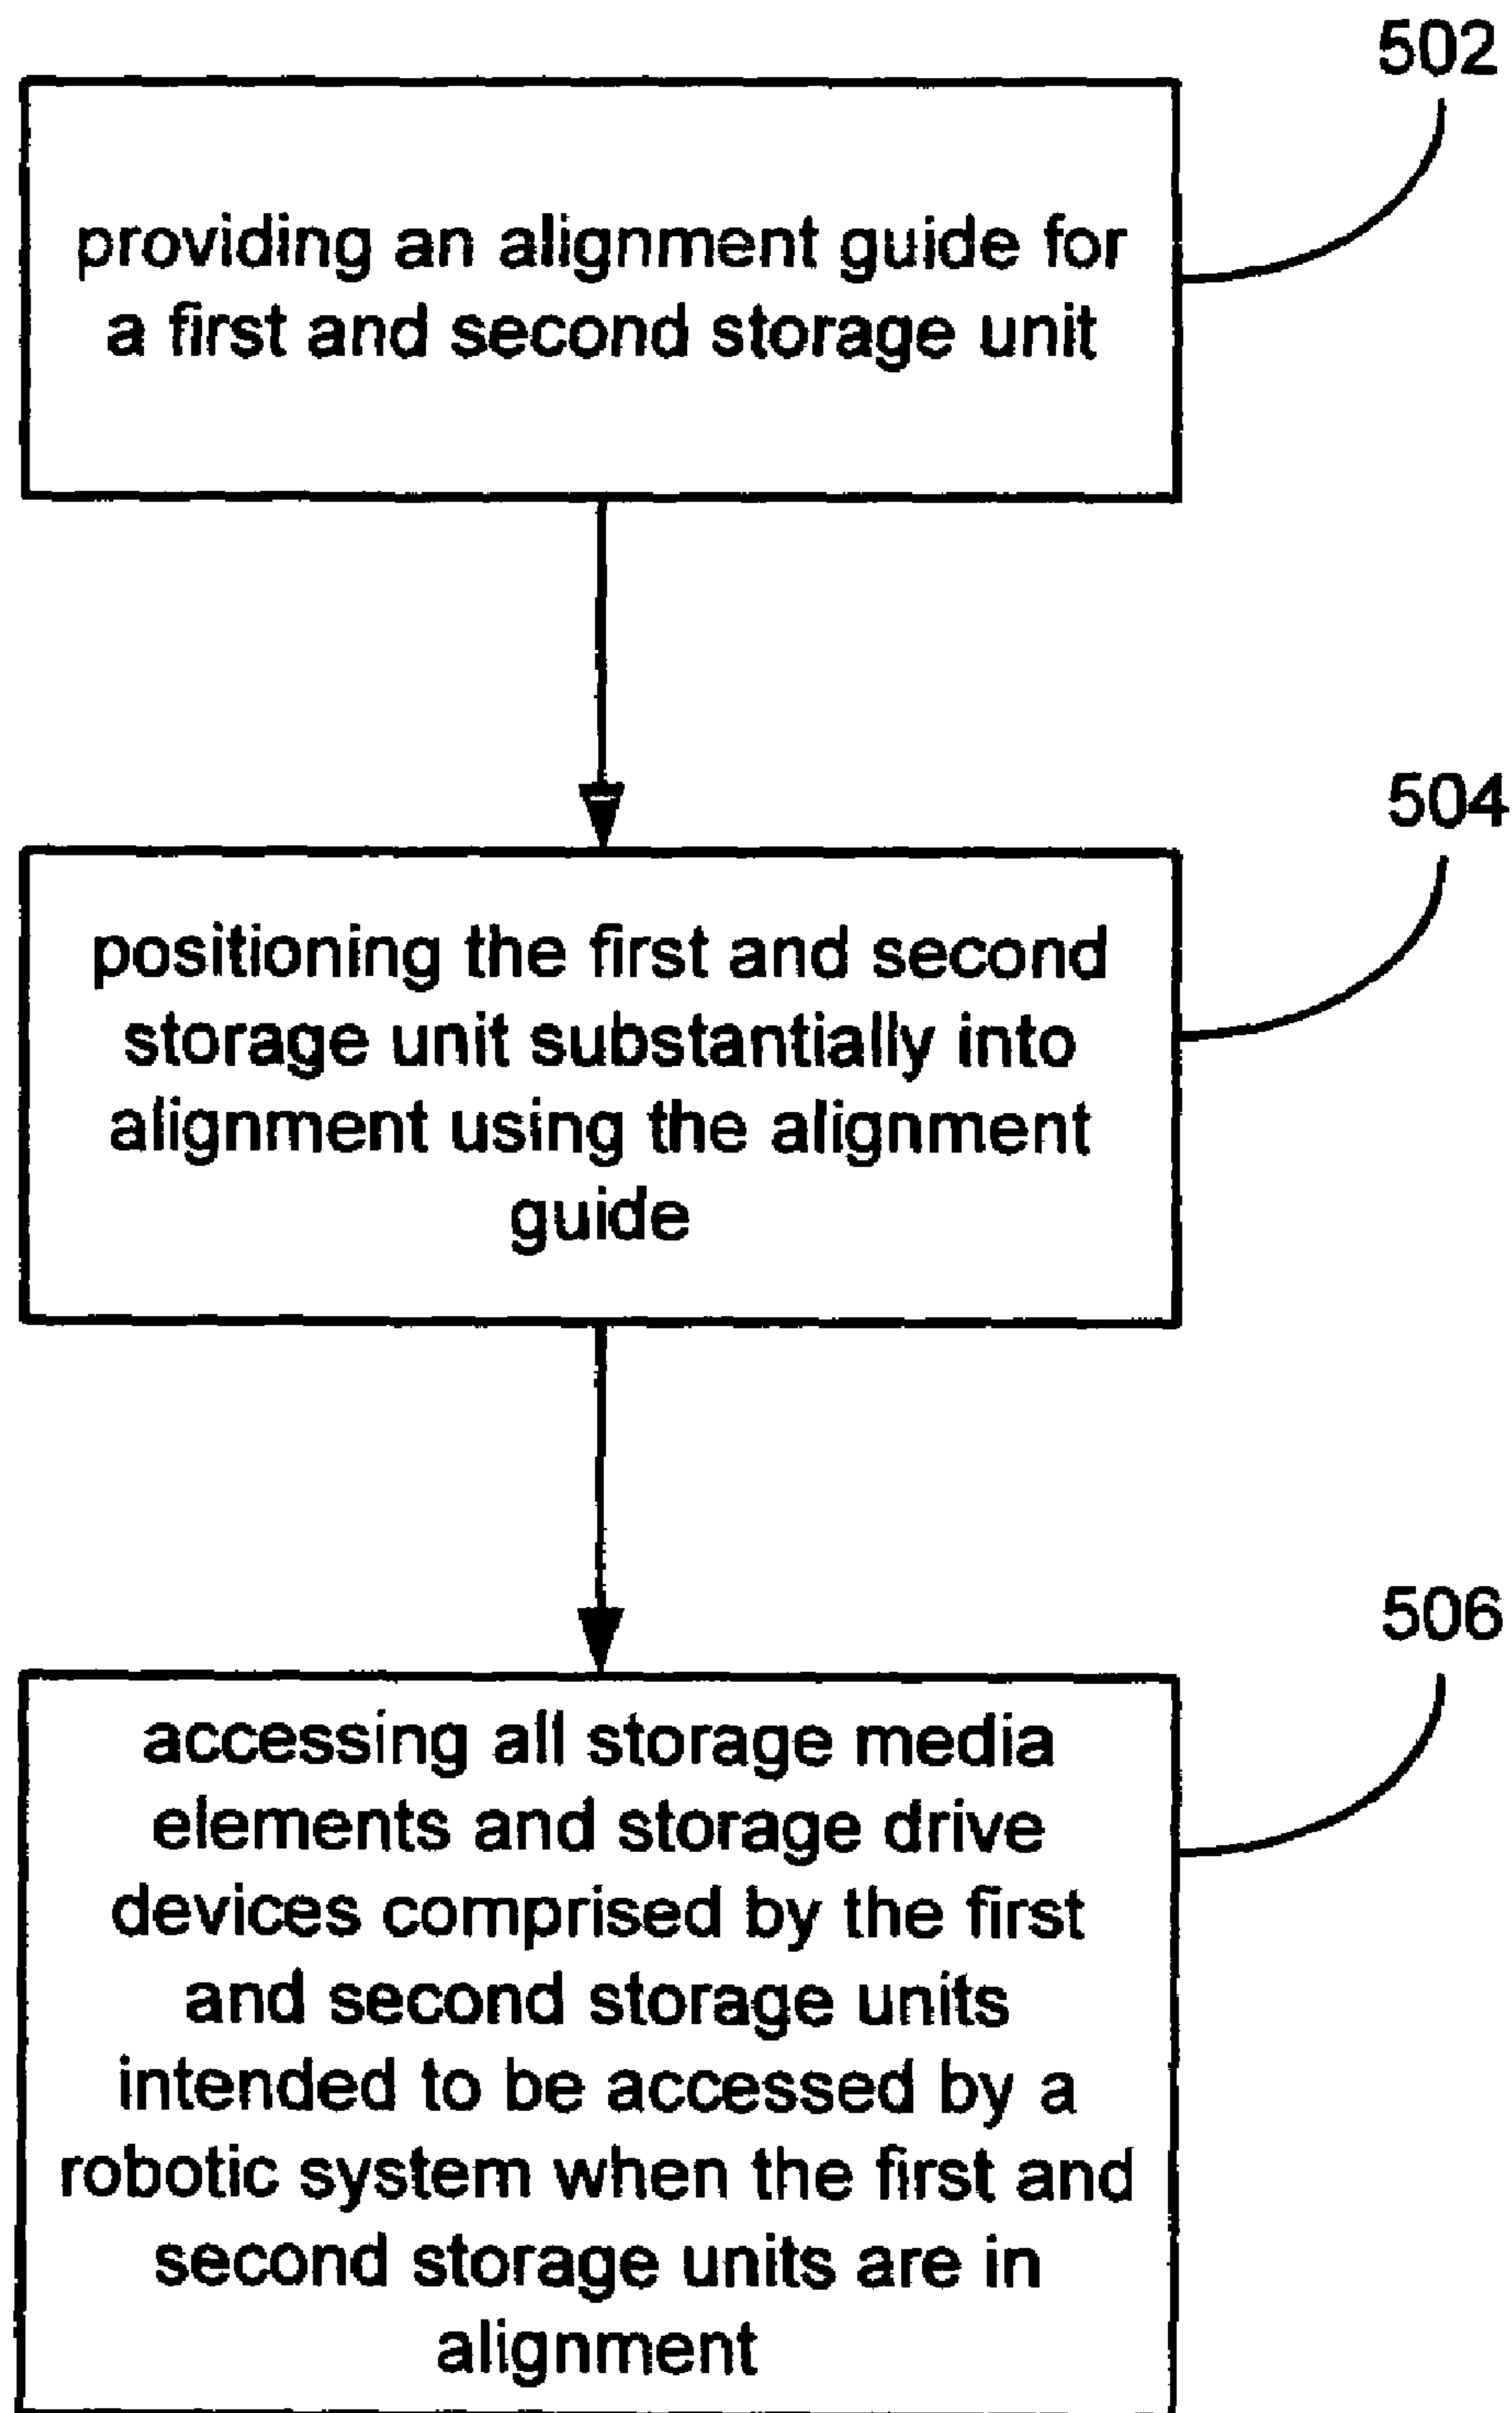 502
providing an alignment guide for
a first and second storage unit
504
positioning the first and second
storage unit substantially into
alignment using the alignment
guide
506
accessing all storage media
elements and storage drive
devices comprised by the first
and second storage units
intended to be accessed by a
robotic system when the first and
second storage units are in
alignment